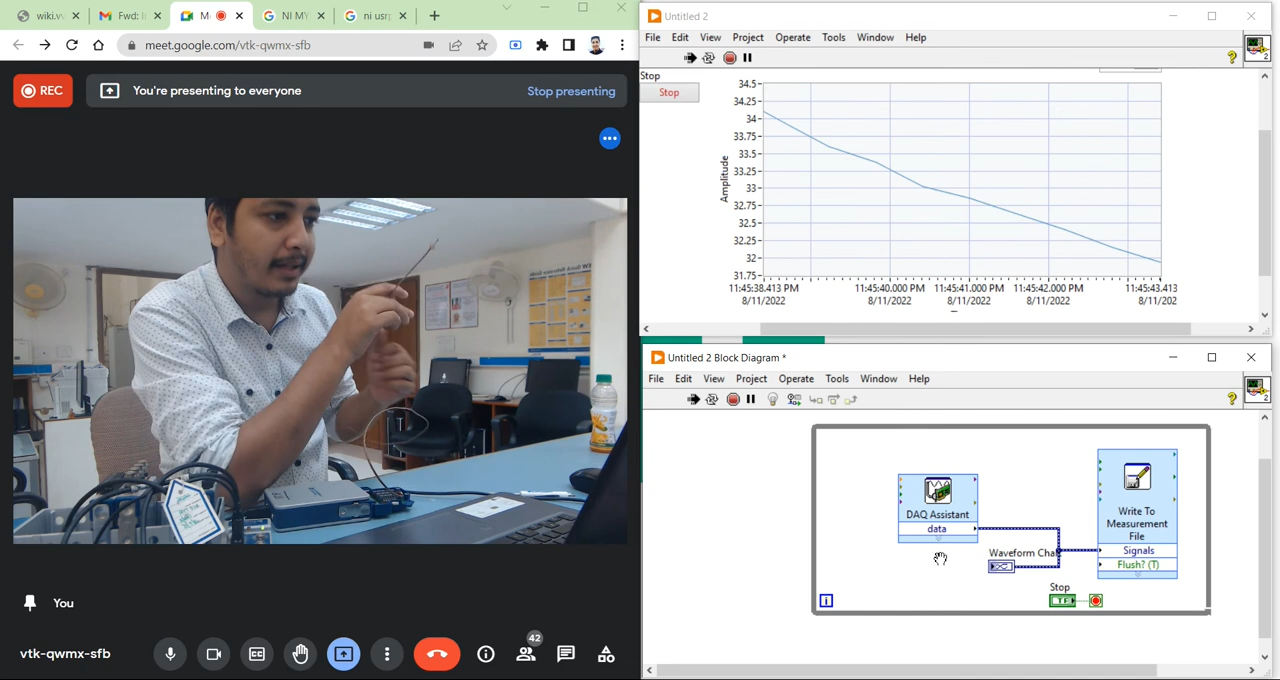 wiki.vv
Fwd: I
M
NI MY
ni usrp
meet.google.com/vtk-qwmx-sfb
REC
You're presenting to everyone
Stop presenting
You
vtk-qwmx-sfb
42
Untitled 2
File Edit View Project Operate Tools Window Help
2
Stop
Stop
Amplitude
34.5
34.25
34
33.75
33.5
33.25
33
32.75
32.5
32.25
32
31.75
11:45:38.413 PM 11:45:40.000 PM 11:45:41.000 PM 11:45:42.000 PM 11:45:43.413
8/11/2022 8/11/2022 8/11/2022 8/11/2022 8/11/202
Untitled 2 Block Diagram *
File Edit View Project Operate Tools Window Help
2
DAQ Assistant
data
Waveform Cha
Write To
Measurement
File
Signals
Flush? (T)
Stop
TF
i